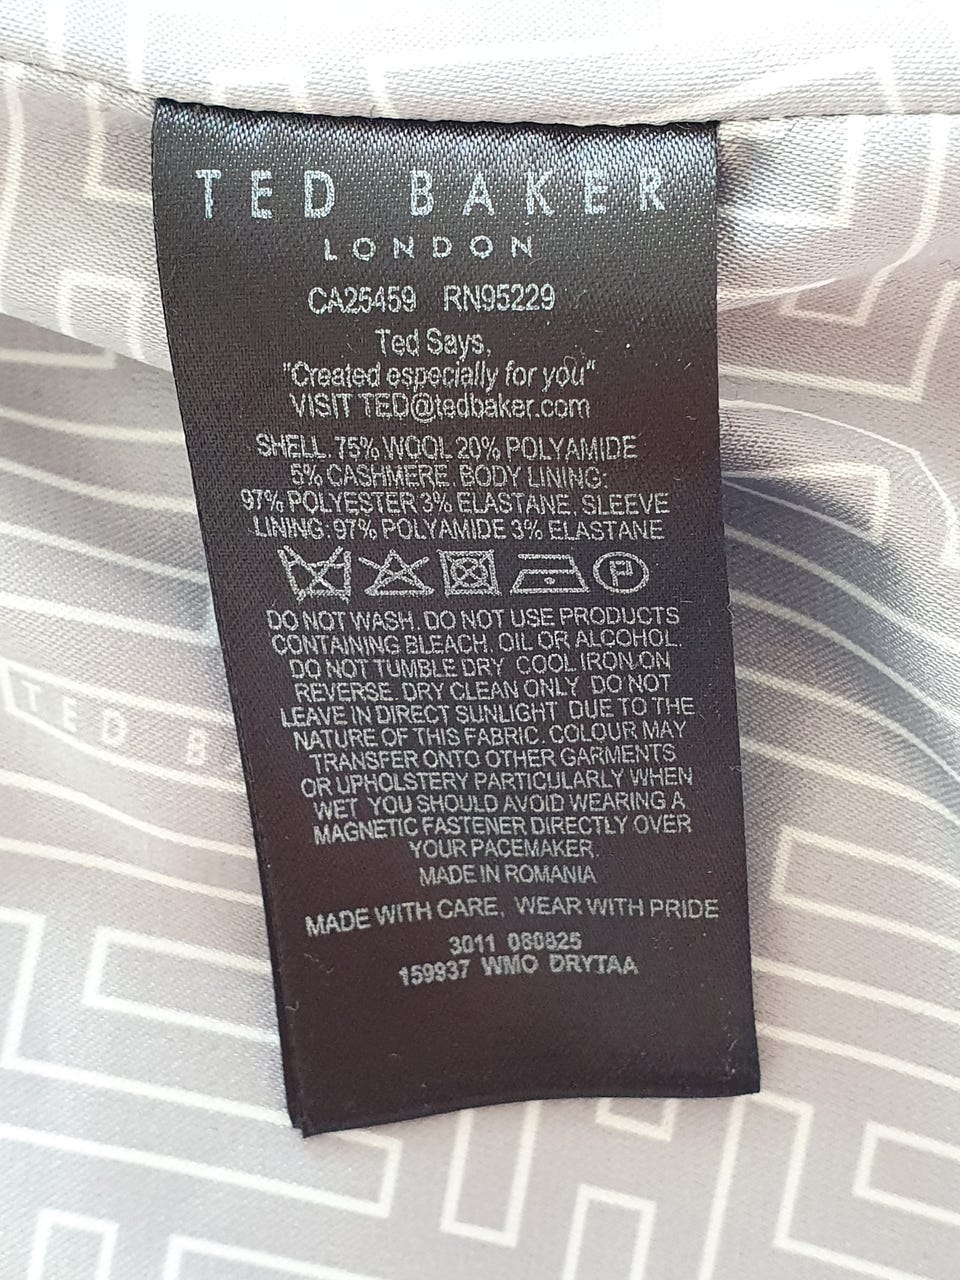 TED BAKER
LONDON
CA25459 RN95229
Ted Says,
"Created especially for you"
VISIT TED@tedbaker.com
SHELL. 75% WOOL 20% POLYAMIDE
5% CASHMERE. BODY LINING:
97% POLYESTER 3% ELASTANE. SLEEVE
LINING: 97% POLYAMIDE 3% ELASTANE
P
DO NOT WASH. DO NOT USE PRODUCTS
CONTAINING BLEACH, OIL OR ALCOHOL.
DO NOT TUMBLE DRY COOL IRON ON
REVERSE. DRY CLEAN ONLY DO NOT
LEAVE IN DIRECT SUNLIGHT DUE TO THE
NATURE OF THIS FABRIC. COLOUR MAY
TRANSFER ONTO OTHER GARMENTS
OR UPHOLSTERY PARTICULARLY WHEN
WET YOU SHOULD AVOID WEARING A
MAGNETIC FASTENER DIRECTLY OVER
YOUR PACEMAKER.
MADE IN ROMANIA
MADE WITH CARE, WEAR WITH PRIDE
3011 080825
159937 WMO DRYTAA
TED B